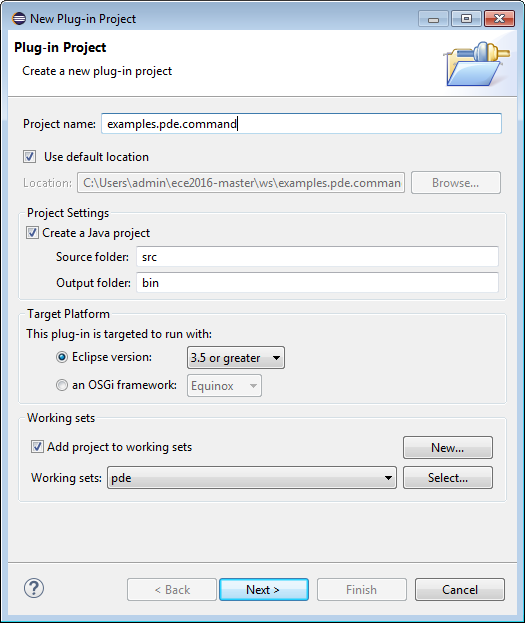 New Plug-in Project
Plug-in Project
Create a new plug-in project
Project name: examples.pde.command
Use default location
Location: C:\Users\admin\ece2016-master\ws\examples.pde.comman Browse...
Project Settings
Create a Java project
Source folder: src
Output folder: bin
Target Platform
This plug-in is targeted to run with:
Eclipse version: 3.5 or greater
an OSGi framework: Equinox
Working sets
Add project to working sets New...
Working sets: pde Select...
? < Back Next > Finish Cancel